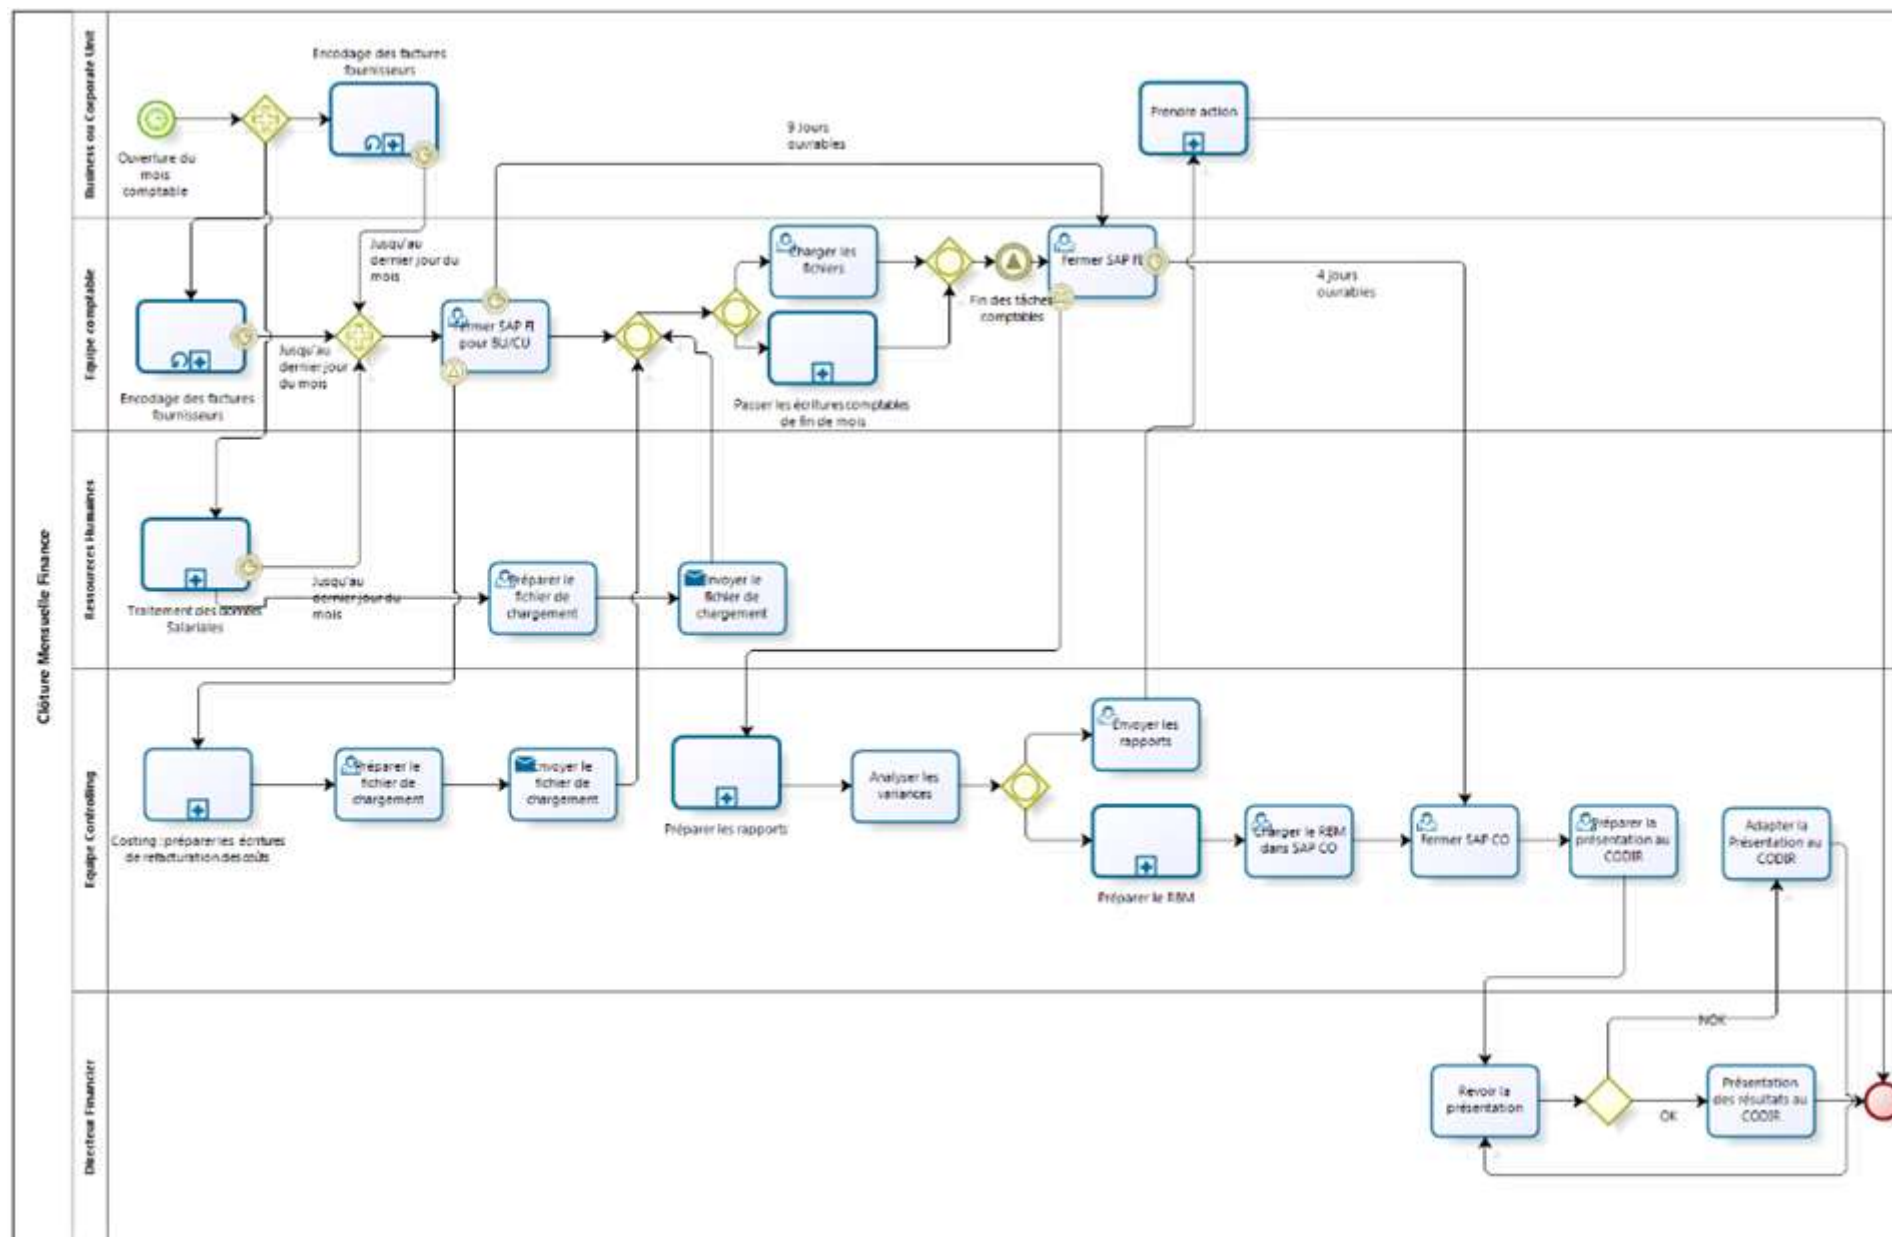 Clôture Mensuelle Finance
Business ou Corporate Unit
Encodage des factures
fournisseurs
Ouverture du
mois
comptable
9 Jours
ouvrables
Prendre action
Equipe comptable
Jusqu'au
dernier jour du
mois
Charger les
fichiers
Fermer SAP FI
4 jours
ouvrables
Fin des tâches
comptables
Fermer SAP FI
pour BU/CU
Jusqu'au
dernier jour
du mois
Encodage des factures
fournisseurs
Passer les écritures comptables
de fin de mois
Ressources Humaines
Traitement des données
Salariales
Jusqu'au
dernier jour du
mois
Préparer le
fichier de
chargement
Envoyer le
fichier de
chargement
Equipe Controlling
Costing : préparer les écritures
de refacturation des coûts
Préparer le
fichier de
chargement
Envoyer le
fichier de
chargement
Préparer les rapports
Analyser les
variances
Envoyer les
rapports
Préparer le RBM
Charger le RBM
dans SAP CO
Fermer SAP CO
Préparer la
présentation au
CODIR
Adapter la
Présentation au
CODIR
Directeur Financier
NOK
Revoir la
présentation
OK
Présentation
des résultats au
CODIR